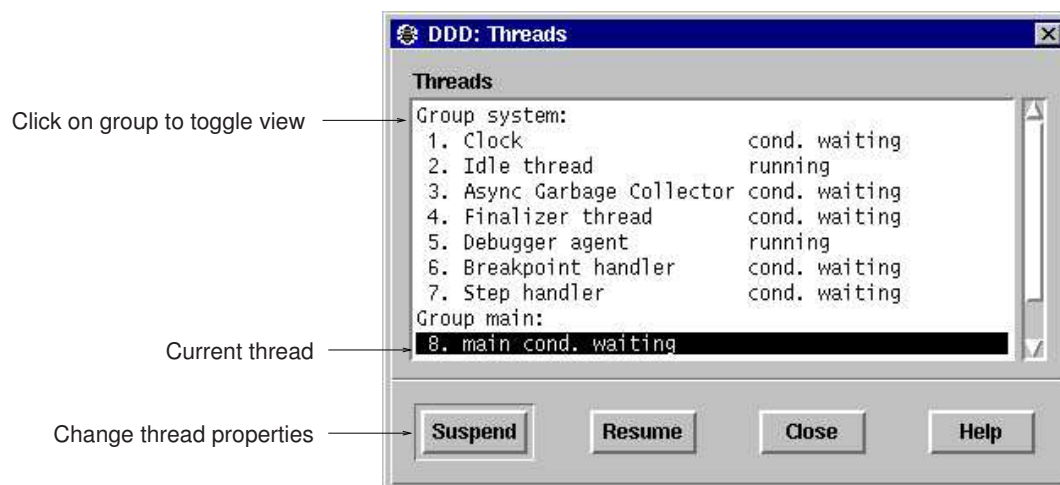 DDD: Threads
Threads
Click on group to toggle view
Group system:
1. Clock cond. waiting
2. Idle thread running
3. Async Garbage Collector cond. waiting
4. Finalizer thread cond. waiting
5. Debugger agent running
6. Breakpoint handler cond. waiting
7. Step handler cond. waiting
Group main:
Current thread
8. main cond. waiting
Change thread properties
Suspend Resume Close Help